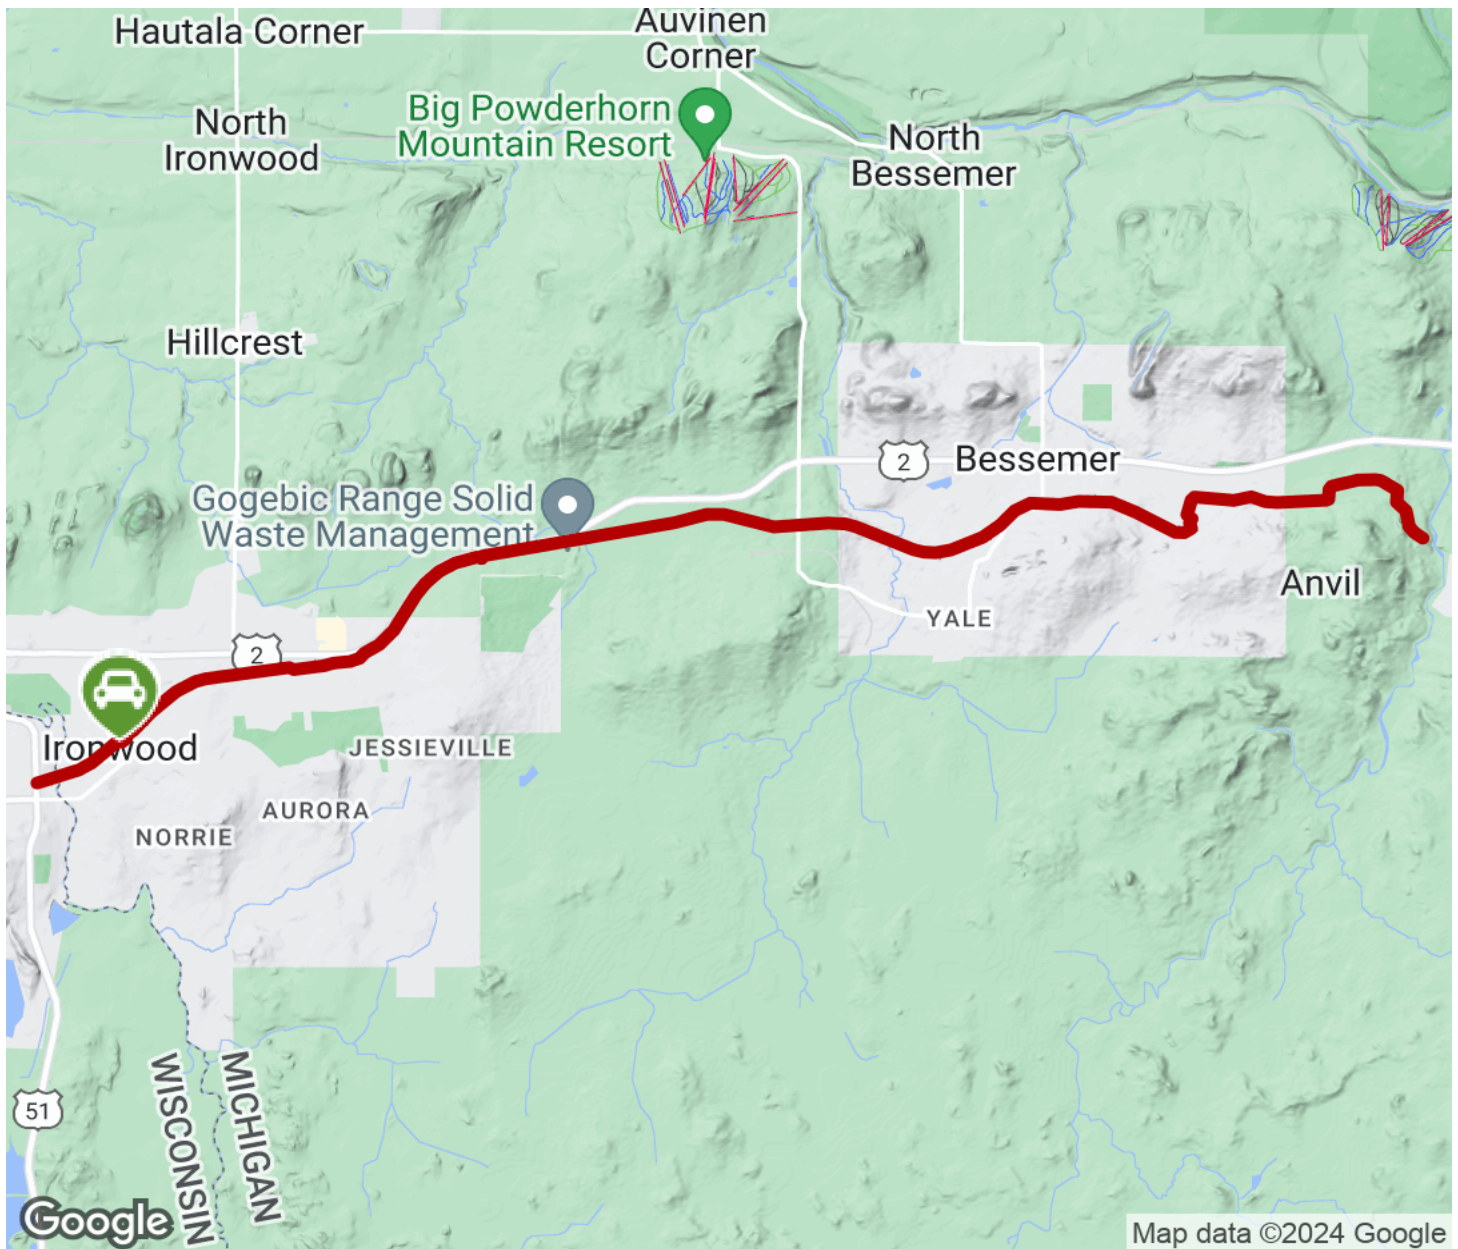 Hautala Corner
Auvinen
Corner
Big Powderhorn
Mountain Resort
North
Ironwood
North
Bessemer
Hillcrest
2
Bessemer
Gogebic Range Solid
Waste Management
Anvil
YALE
2
Ironwood
JESSIEVILLE
AURORA
NORRIE
51
WISCONSIN
MICHIGAN
Google
Map data ©2024 Google